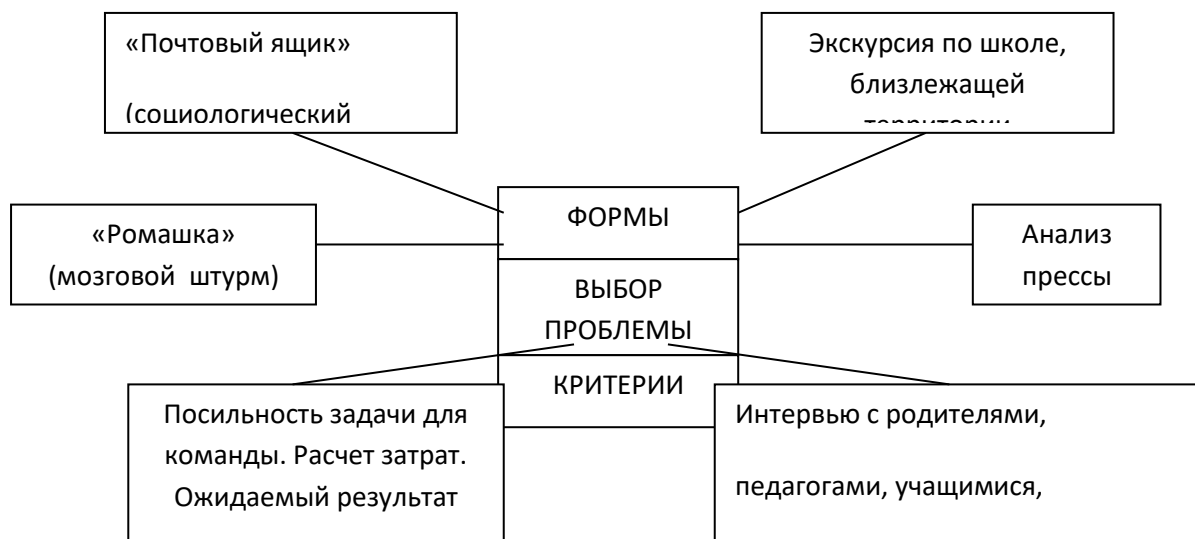 «Почтовый ящик»
(социологический
Экскурсия по школе,
близлежащей
территории
ФОРМЫ
«Ромашка»
(мозговой штурм)
Анализ
прессы
ВЫБОР
ПРОБЛЕМЫ
КРИТЕРИИ
Посильность задачи для
команды. Расчет затрат.
Ожидаемый результат
Интервью с родителями,
педагогами, учащимися,